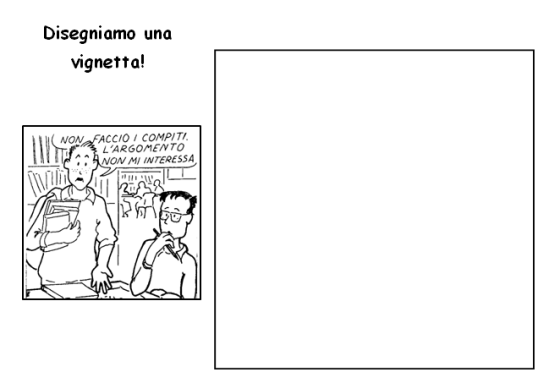 Disegniamo una
vignetta!
NON FACCIO I COMPITI.
L'ARGOMENTO
NON MI INTERESSA